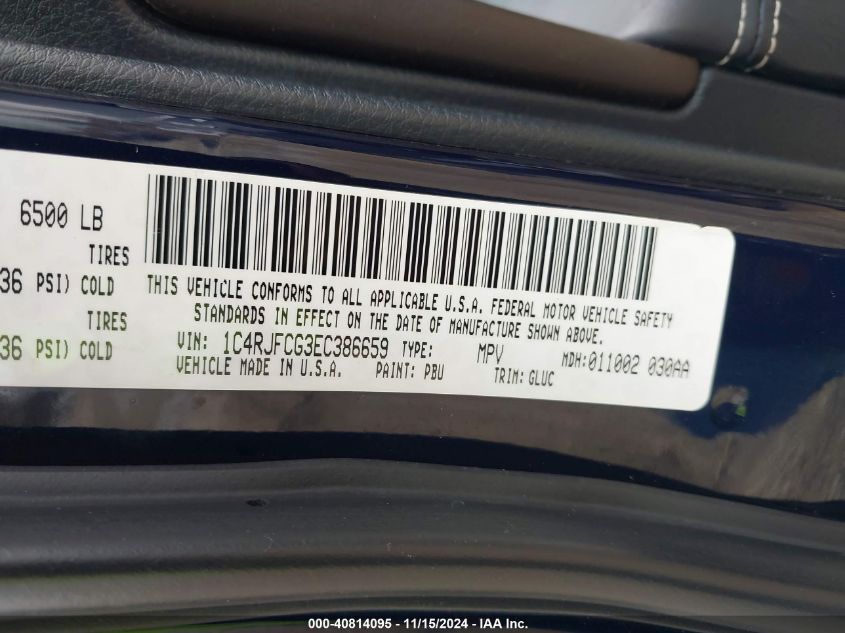 6500 LB
TIRES
36 PSI) COLD
TIRES
36 PSI) COLD
THIS VEHICLE CONFORMS TO ALL APPLICABLE U.S.A. FEDERAL MOTOR VEHICLE SAFETY
STANDARDS IN EFFECT ON THE DATE OF MANUFACTURE SHOWN ABOVE.
VIN: 1C4RJFCG3EC386659 TYPE: MPV MDH:011002 030AA
VEHICLE MADE IN U.S.A. PAINT: PBU TRIM: GLUC
000-40814095 - 11/15/2024 - IAA Inc.